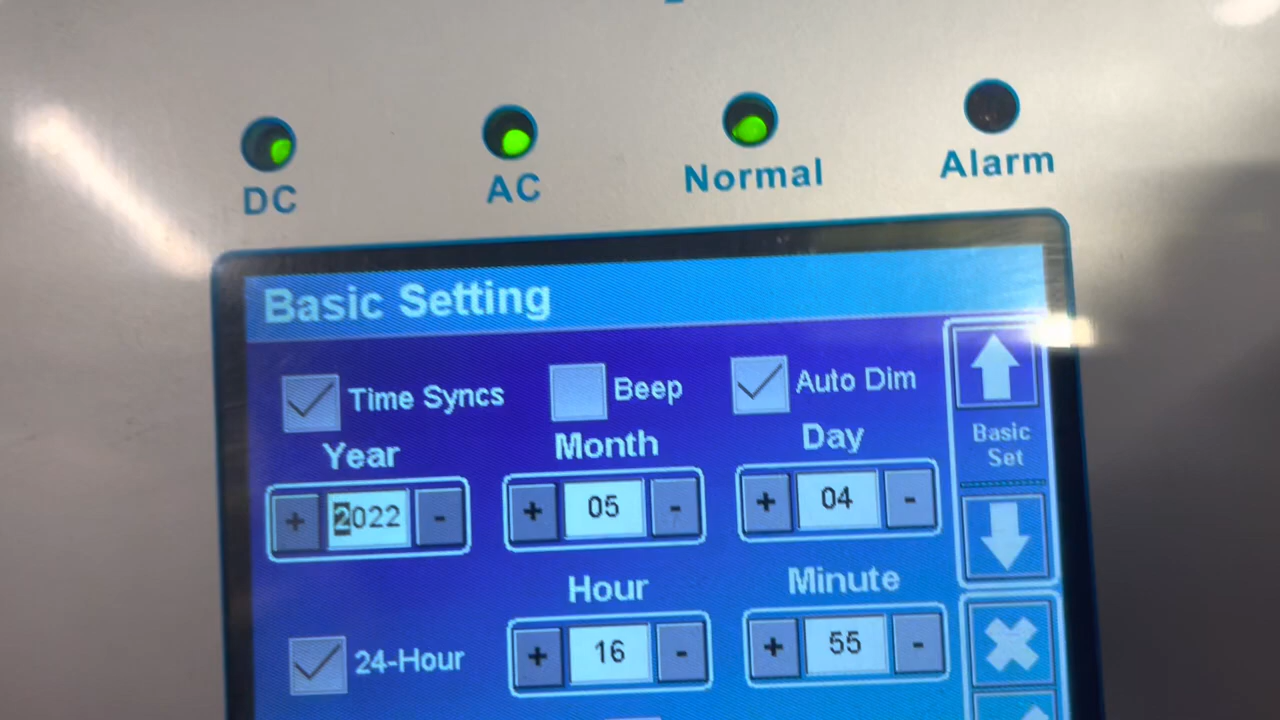 DC AC Normal Alarm
Basic Setting
Time Syncs Beep Auto Dim
Basic
Set
Year Month Day
+ 2022 - + 05 - + 04 -
Hour Minute
24-Hour + 16 - + 55 -